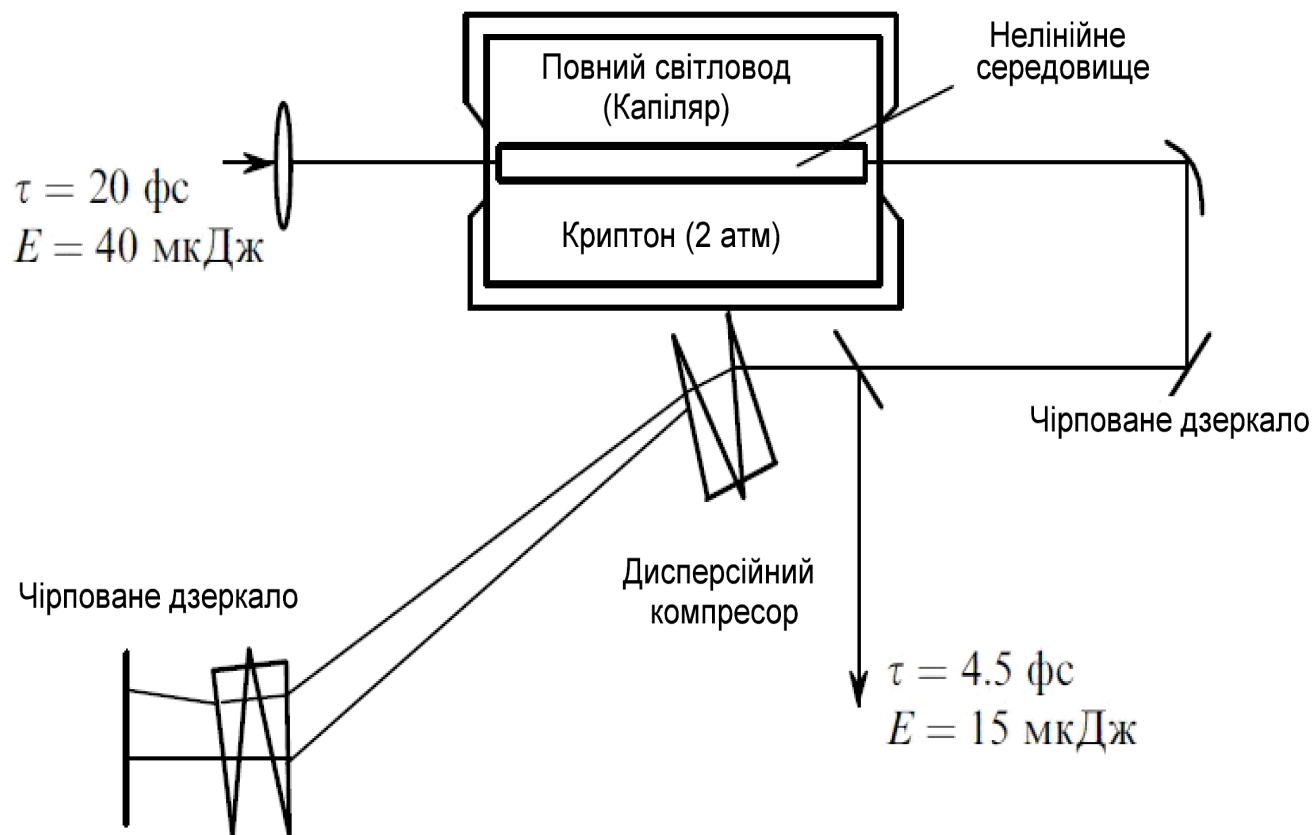 Повний світловод
(Капіляр)
Нелінійне
середовище
τ = 20 фс
E = 40 мкДж
Криптон (2 атм)
Чірповане дзеркало
Дисперсійний
компресор
Чірповане дзеркало
τ = 4.5 фс
E = 15 мкДж